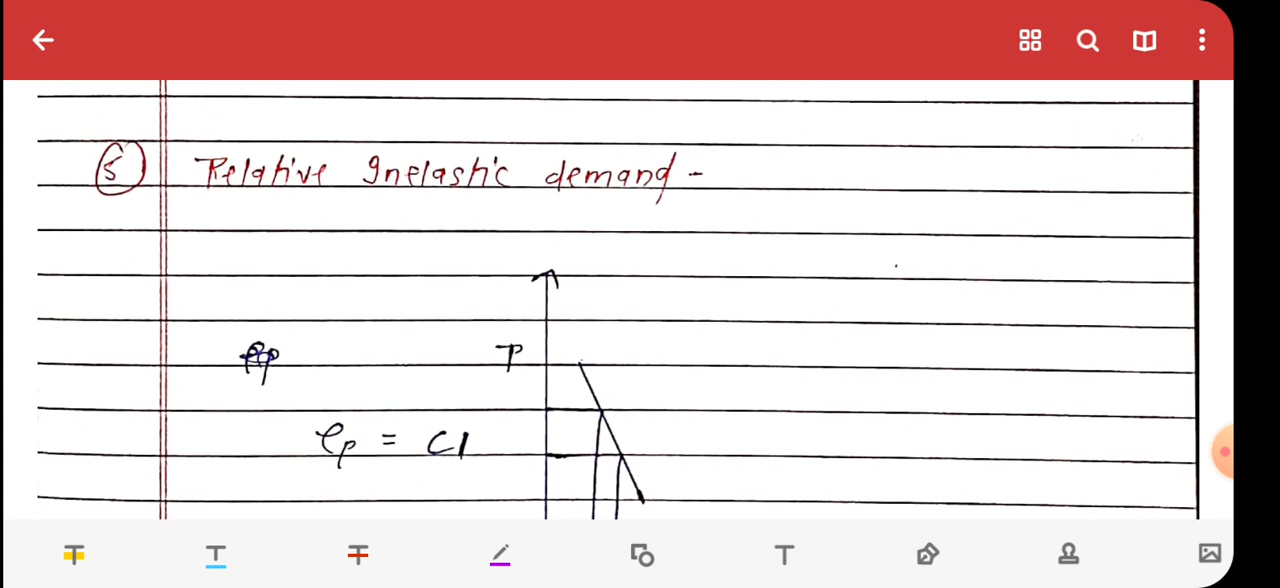 5 Relative Inelastic demand -
P
ep = <1